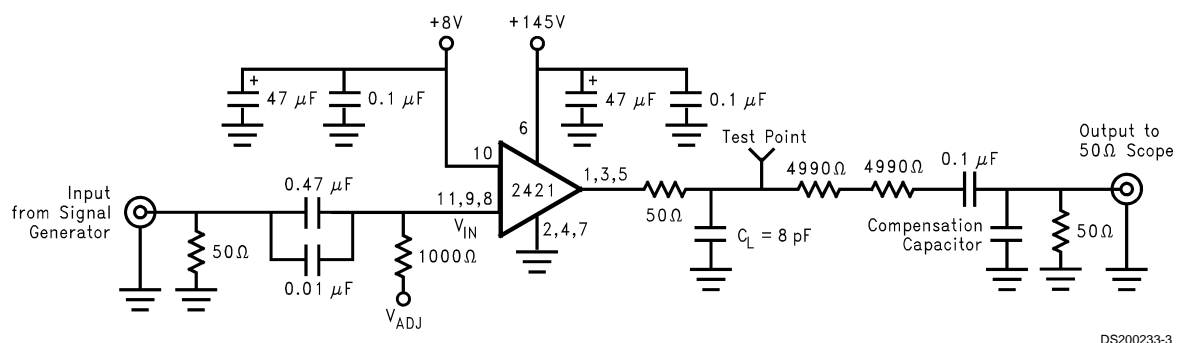 +8V
+145V
+
47 μF
0.1 μF
+
47 μF
0.1 μF
6
Test Point
Output to
50Ω Scope
10
1,3,5
4990Ω
4990Ω
0.1 μF
Input
from Signal
Generator
0.47 μF
11,9,8
2421
V_IN
50Ω
2,4,7
C_L = 8 pF
Compensation
Capacitor
50Ω
50Ω
1000Ω
0.01 μF
V_ADJ
DS200233-3